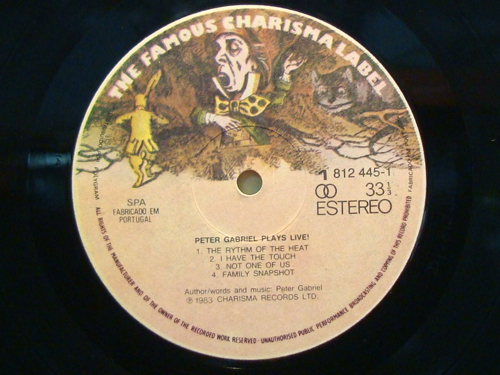 THE FAMOUS CHARISMA LABEL
1 812 445-1
33 1/3
ESTEREO
SPA
FABRICADO EM
PORTUGAL
PETER GABRIEL PLAYS LIVE!
1. THE RYTHM OF THE HEAT
2. I HAVE THE TOUCH
3. NOT ONE OF US
4. FAMILY SNAPSHOT
Author/words and music: Peter Gabriel
℗ 1983 CHARISMA RECORDS LTD.
ALL RIGHTS OF THE MANUFACTURER AND OF THE OWNER OF THE RECORDED WORK RESERVED - UNAUTHORISED PUBLIC PERFORMANCE BROADCASTING AND COPYING OF THIS RECORD PROHIBITED